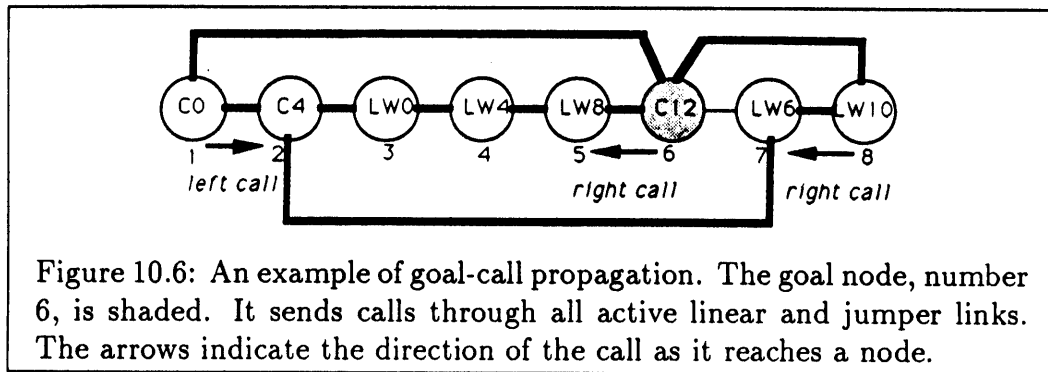 C0 C4 LW0 LW4 LW8 C12 LW6 LW10
1 2 3 4 5 6 7 8
left call right call right call
Figure 10.6: An example of goal-call propagation. The goal node, number
6, is shaded. It sends calls through all active linear and jumper links.
The arrows indicate the direction of the call as it reaches a node.